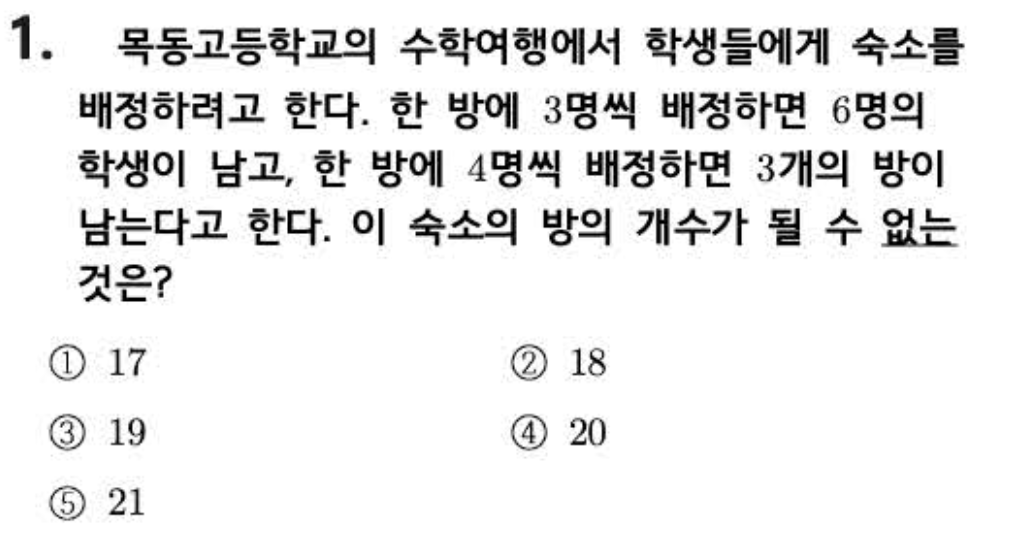 1. 목동고등학교의 수학여행에서 학생들에게 숙소를
배정하려고 한다. 한 방에 3명씩 배정하면 6명의
학생이 남고, 한 방에 4명씩 배정하면 3개의 방이
남는다고 한다. 이 숙소의 방의 개수가 될 수 없는
것은?
① 17 ② 18
③ 19 ④ 20
⑤ 21